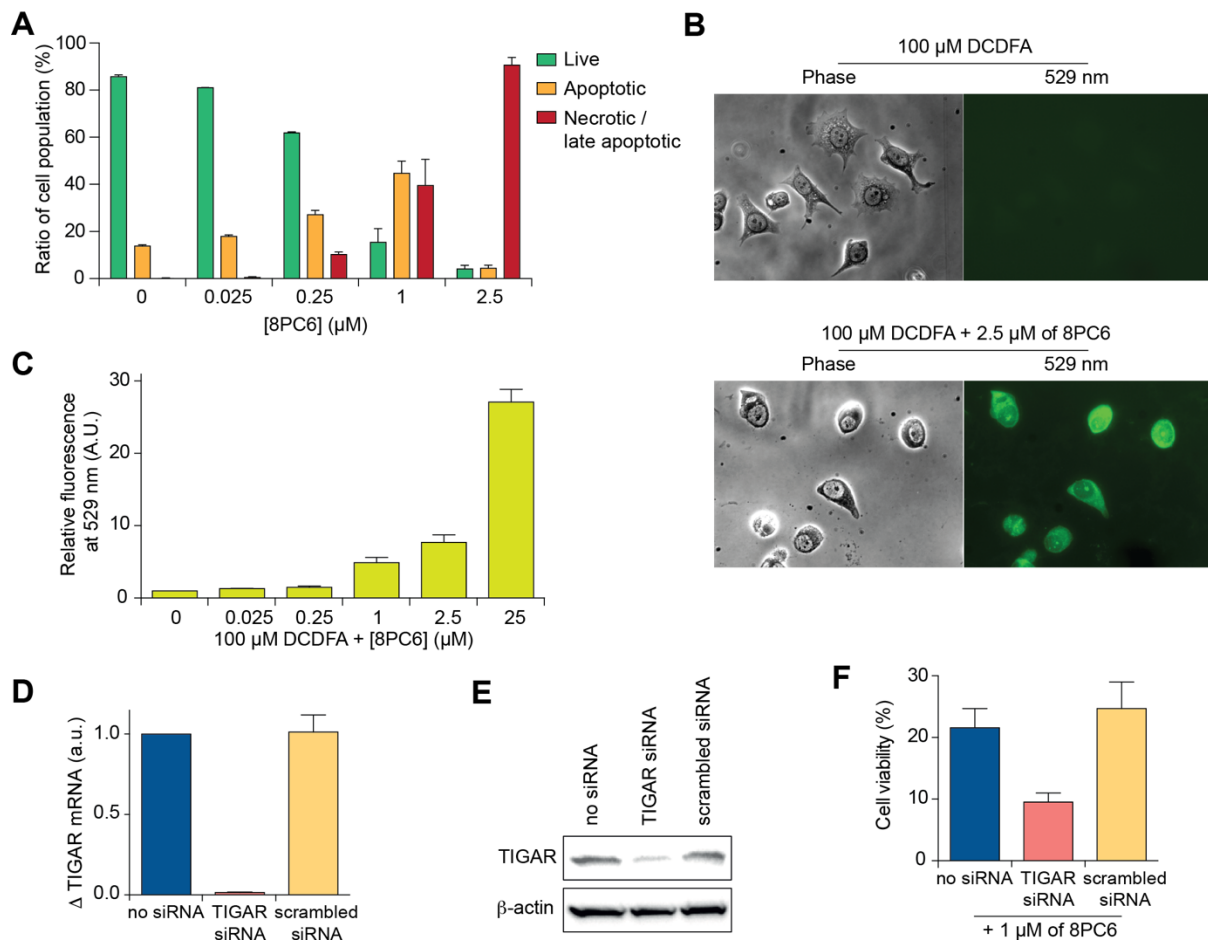 A
Ratio of cell population (%)
100
80
60
40
20
0
Live
Apoptotic
Necrotic /
late apoptotic
0 0.025 0.25 1 2.5
[8PC6] (µM)
B
100 µM DCDFA
Phase 529 nm
100 µM DCDFA + 2.5 µM of 8PC6
Phase 529 nm
C
Relative fluorescence
at 529 nm (A.U.)
30
20
10
0
0 0.025 0.25 1 2.5 25
100 µM DCDFA + [8PC6] (µM)
D
Δ TIGAR mRNA (a.u.)
1.0
0.5
0.0
no siRNA TIGAR scrambled
siRNA siRNA
E
no siRNA
TIGAR siRNA
scrambled siRNA
TIGAR
β-actin
F
Cell viability (%)
30
20
10
0
no siRNA TIGAR scrambled
siRNA siRNA
+ 1 µM of 8PC6